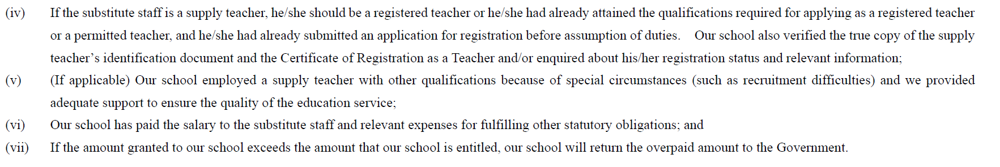 (iv) If the substitute staff is a supply teacher, he/she should be a registered teacher or he/she had already attained the qualifications required for applying as a registered teacher
or a permitted teacher, and he/she had already submitted an application for registration before assumption of duties. Our school also verified the true copy of the supply
teacher’s identification document and the Certificate of Registration as a Teacher and/or enquired about his/her registration status and relevant information;
(v) (If applicable) Our school employed a supply teacher with other qualifications because of special circumstances (such as recruitment difficulties) and we provided
adequate support to ensure the quality of the education service;
(vi) Our school has paid the salary to the substitute staff and relevant expenses for fulfilling other statutory obligations; and
(vii) If the amount granted to our school exceeds the amount that our school is entitled, our school will return the overpaid amount to the Government.